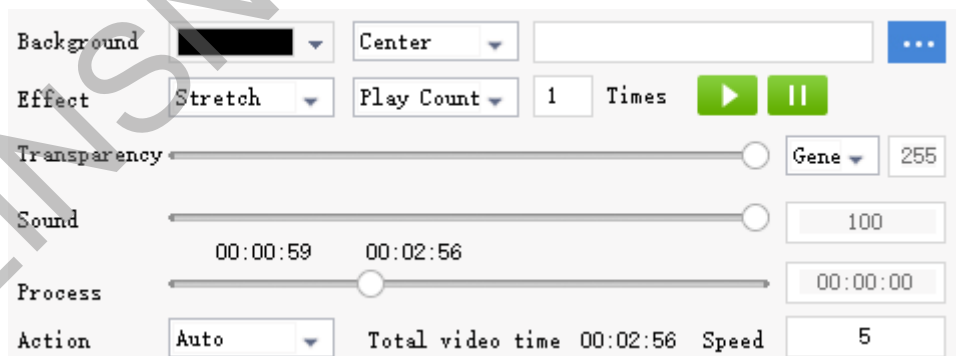 Background Center ...
Effect Stretch Play Count 1 Times
Transparency Gene 255
Sound 100
00:00:59 00:02:56
Process 00:00:00
Action Auto Total video time 00:02:56 Speed 5